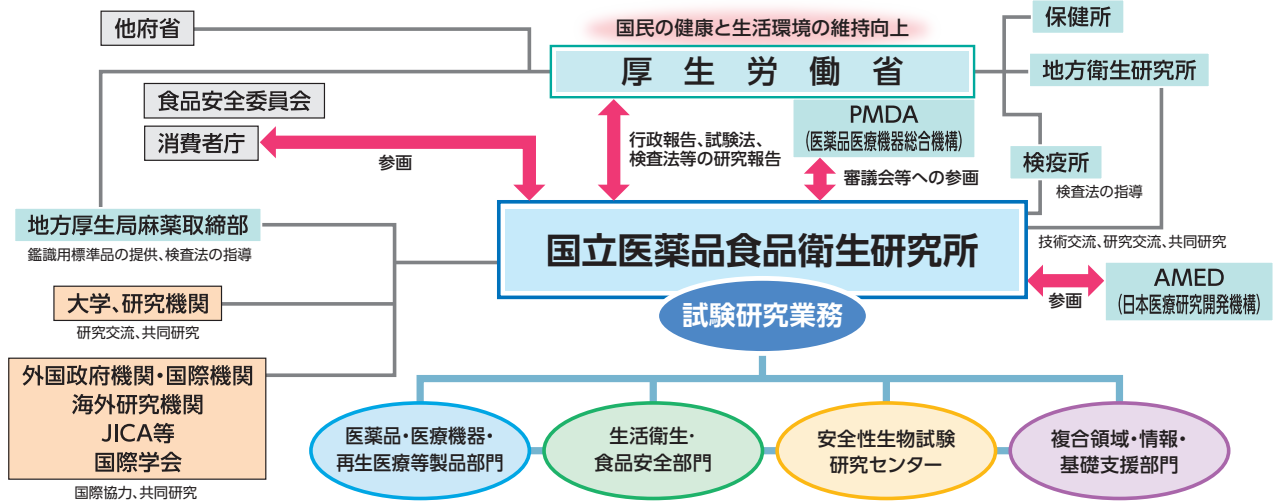 他府省
国民の健康と生活環境の維持向上
厚生労働省
保健所
地方衛生研究所
食品安全委員会
消費者庁
参画
行政報告、試験法、
検査法等の研究報告
PMDA
(医薬品医療機器総合機構)
審議会等への参画
検疫所
検査法の指導
地方厚生局麻薬取締部
鑑識用標準品の提供、検査法の指導
国立医薬品食品衛生研究所
技術交流、研究交流、共同研究
参画
AMED
(日本医療研究開発機構)
大学、研究機関
研究交流、共同研究
試験研究業務
外国政府機関・国際機関
海外研究機関
JICA等
国際学会
国際協力、共同研究
医薬品・医療機器・
再生医療等製品部門
生活衛生・
食品安全部門
安全性生物試験
研究センター
複合領域・情報・
基礎支援部門